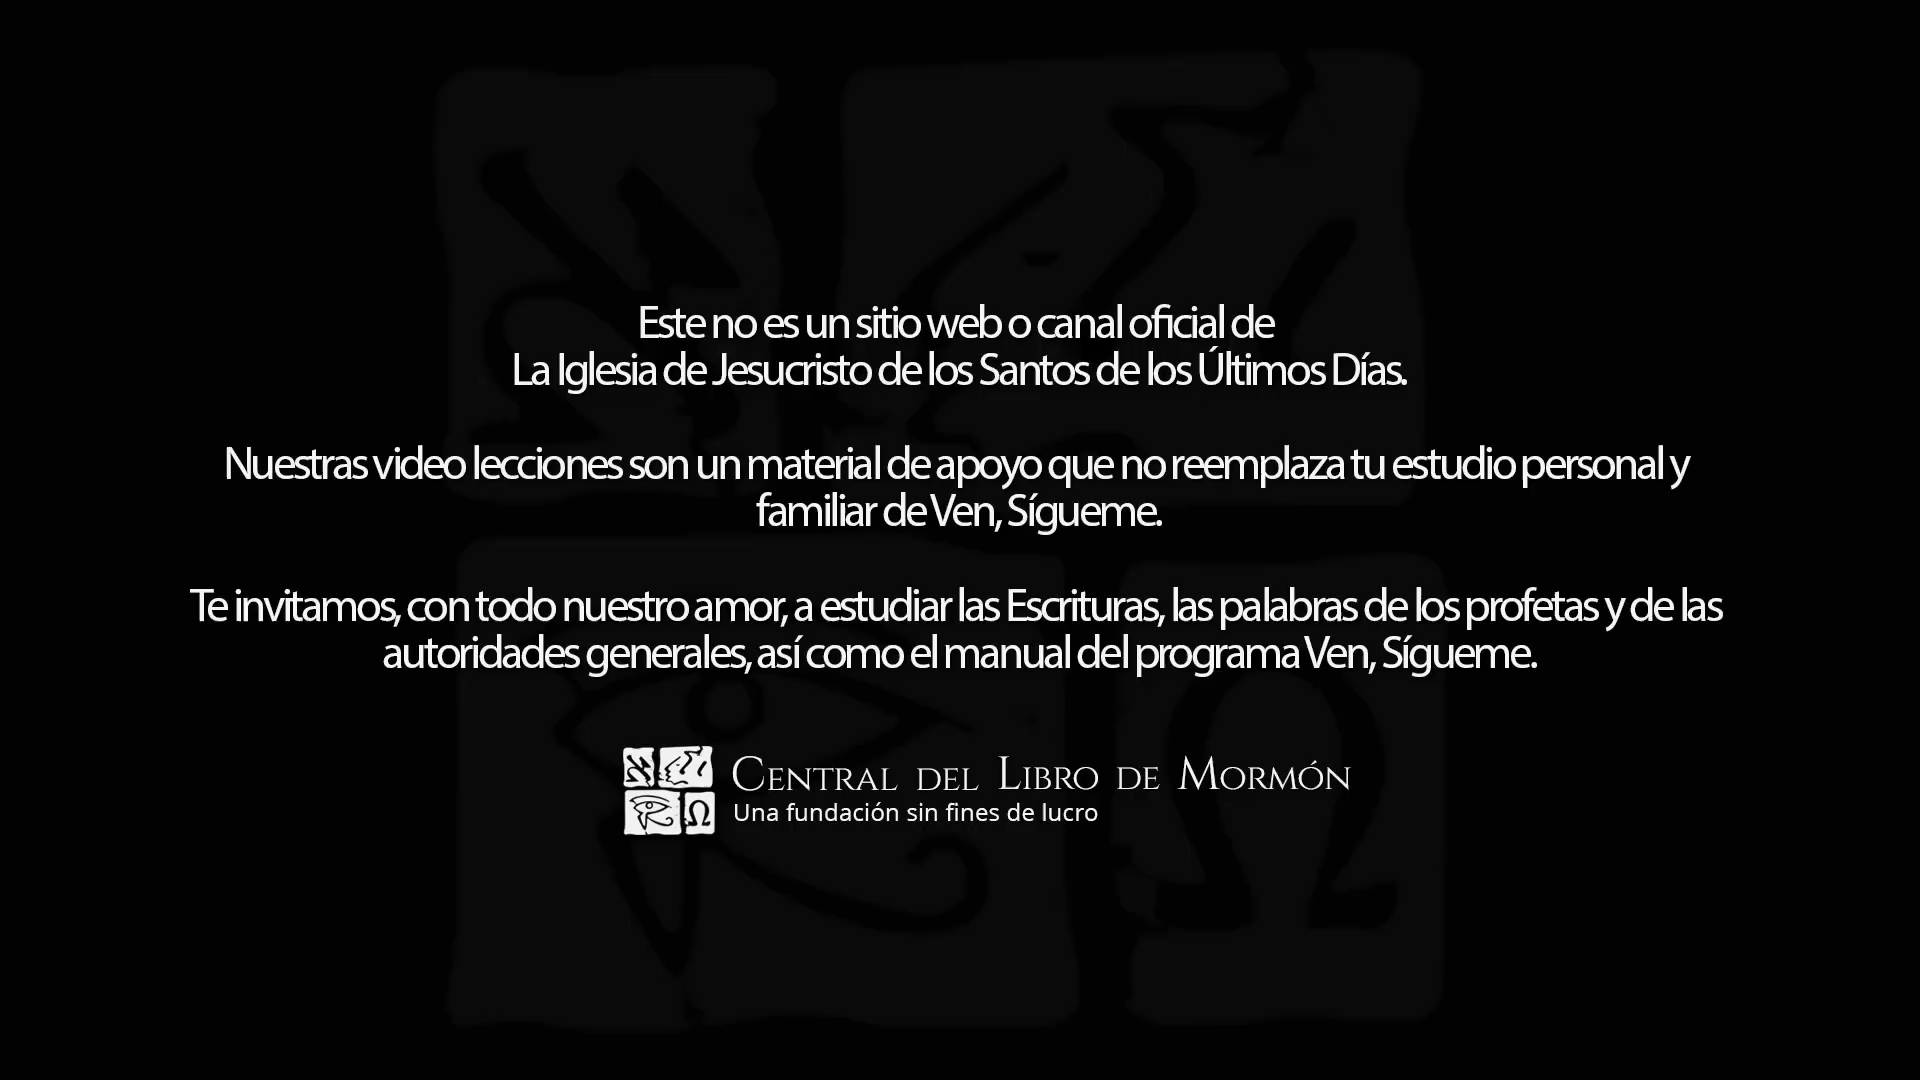 Este no es un sitio web o canal oficial de
La Iglesia de Jesucristo de los Santos de los Últimos Días.
Nuestras video lecciones son un material de apoyo que no reemplaza tu estudio personal y
familiar de Ven, Sígueme.
Te invitamos, con todo nuestro amor, a estudiar las Escrituras, las palabras de los profetas y de las
autoridades generales, así como el manual del programa Ven, Sígueme.
Central del Libro de Mormón
Una fundación sin fines de lucro